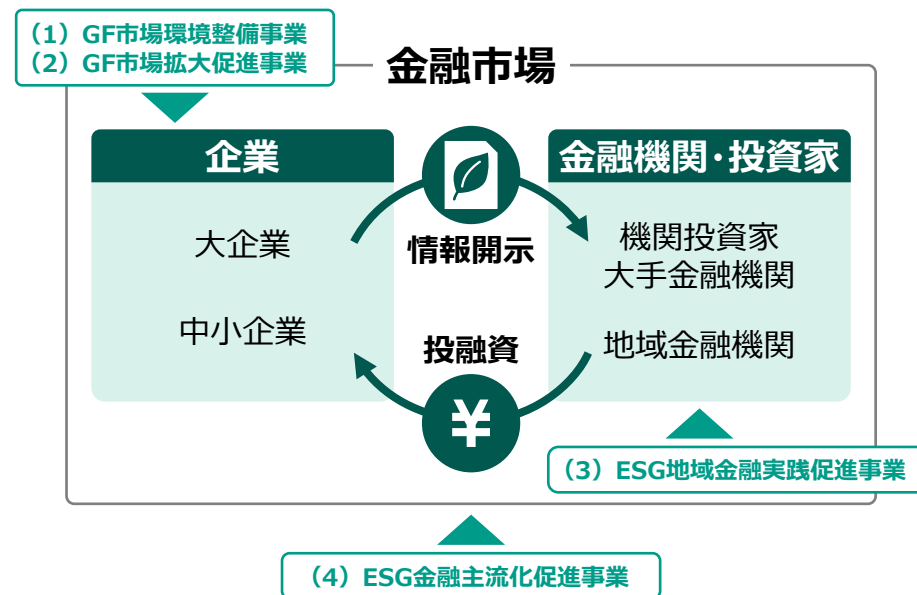 （1）GF市場環境整備事業
（2）GF市場拡大促進事業
金融市場
企業
大企業
中小企業
情報開示
投融資
¥
金融機関・投資家
機関投資家
大手金融機関
地域金融機関
（3）ESG地域金融実践促進事業
（4）ESG金融主流化促進事業